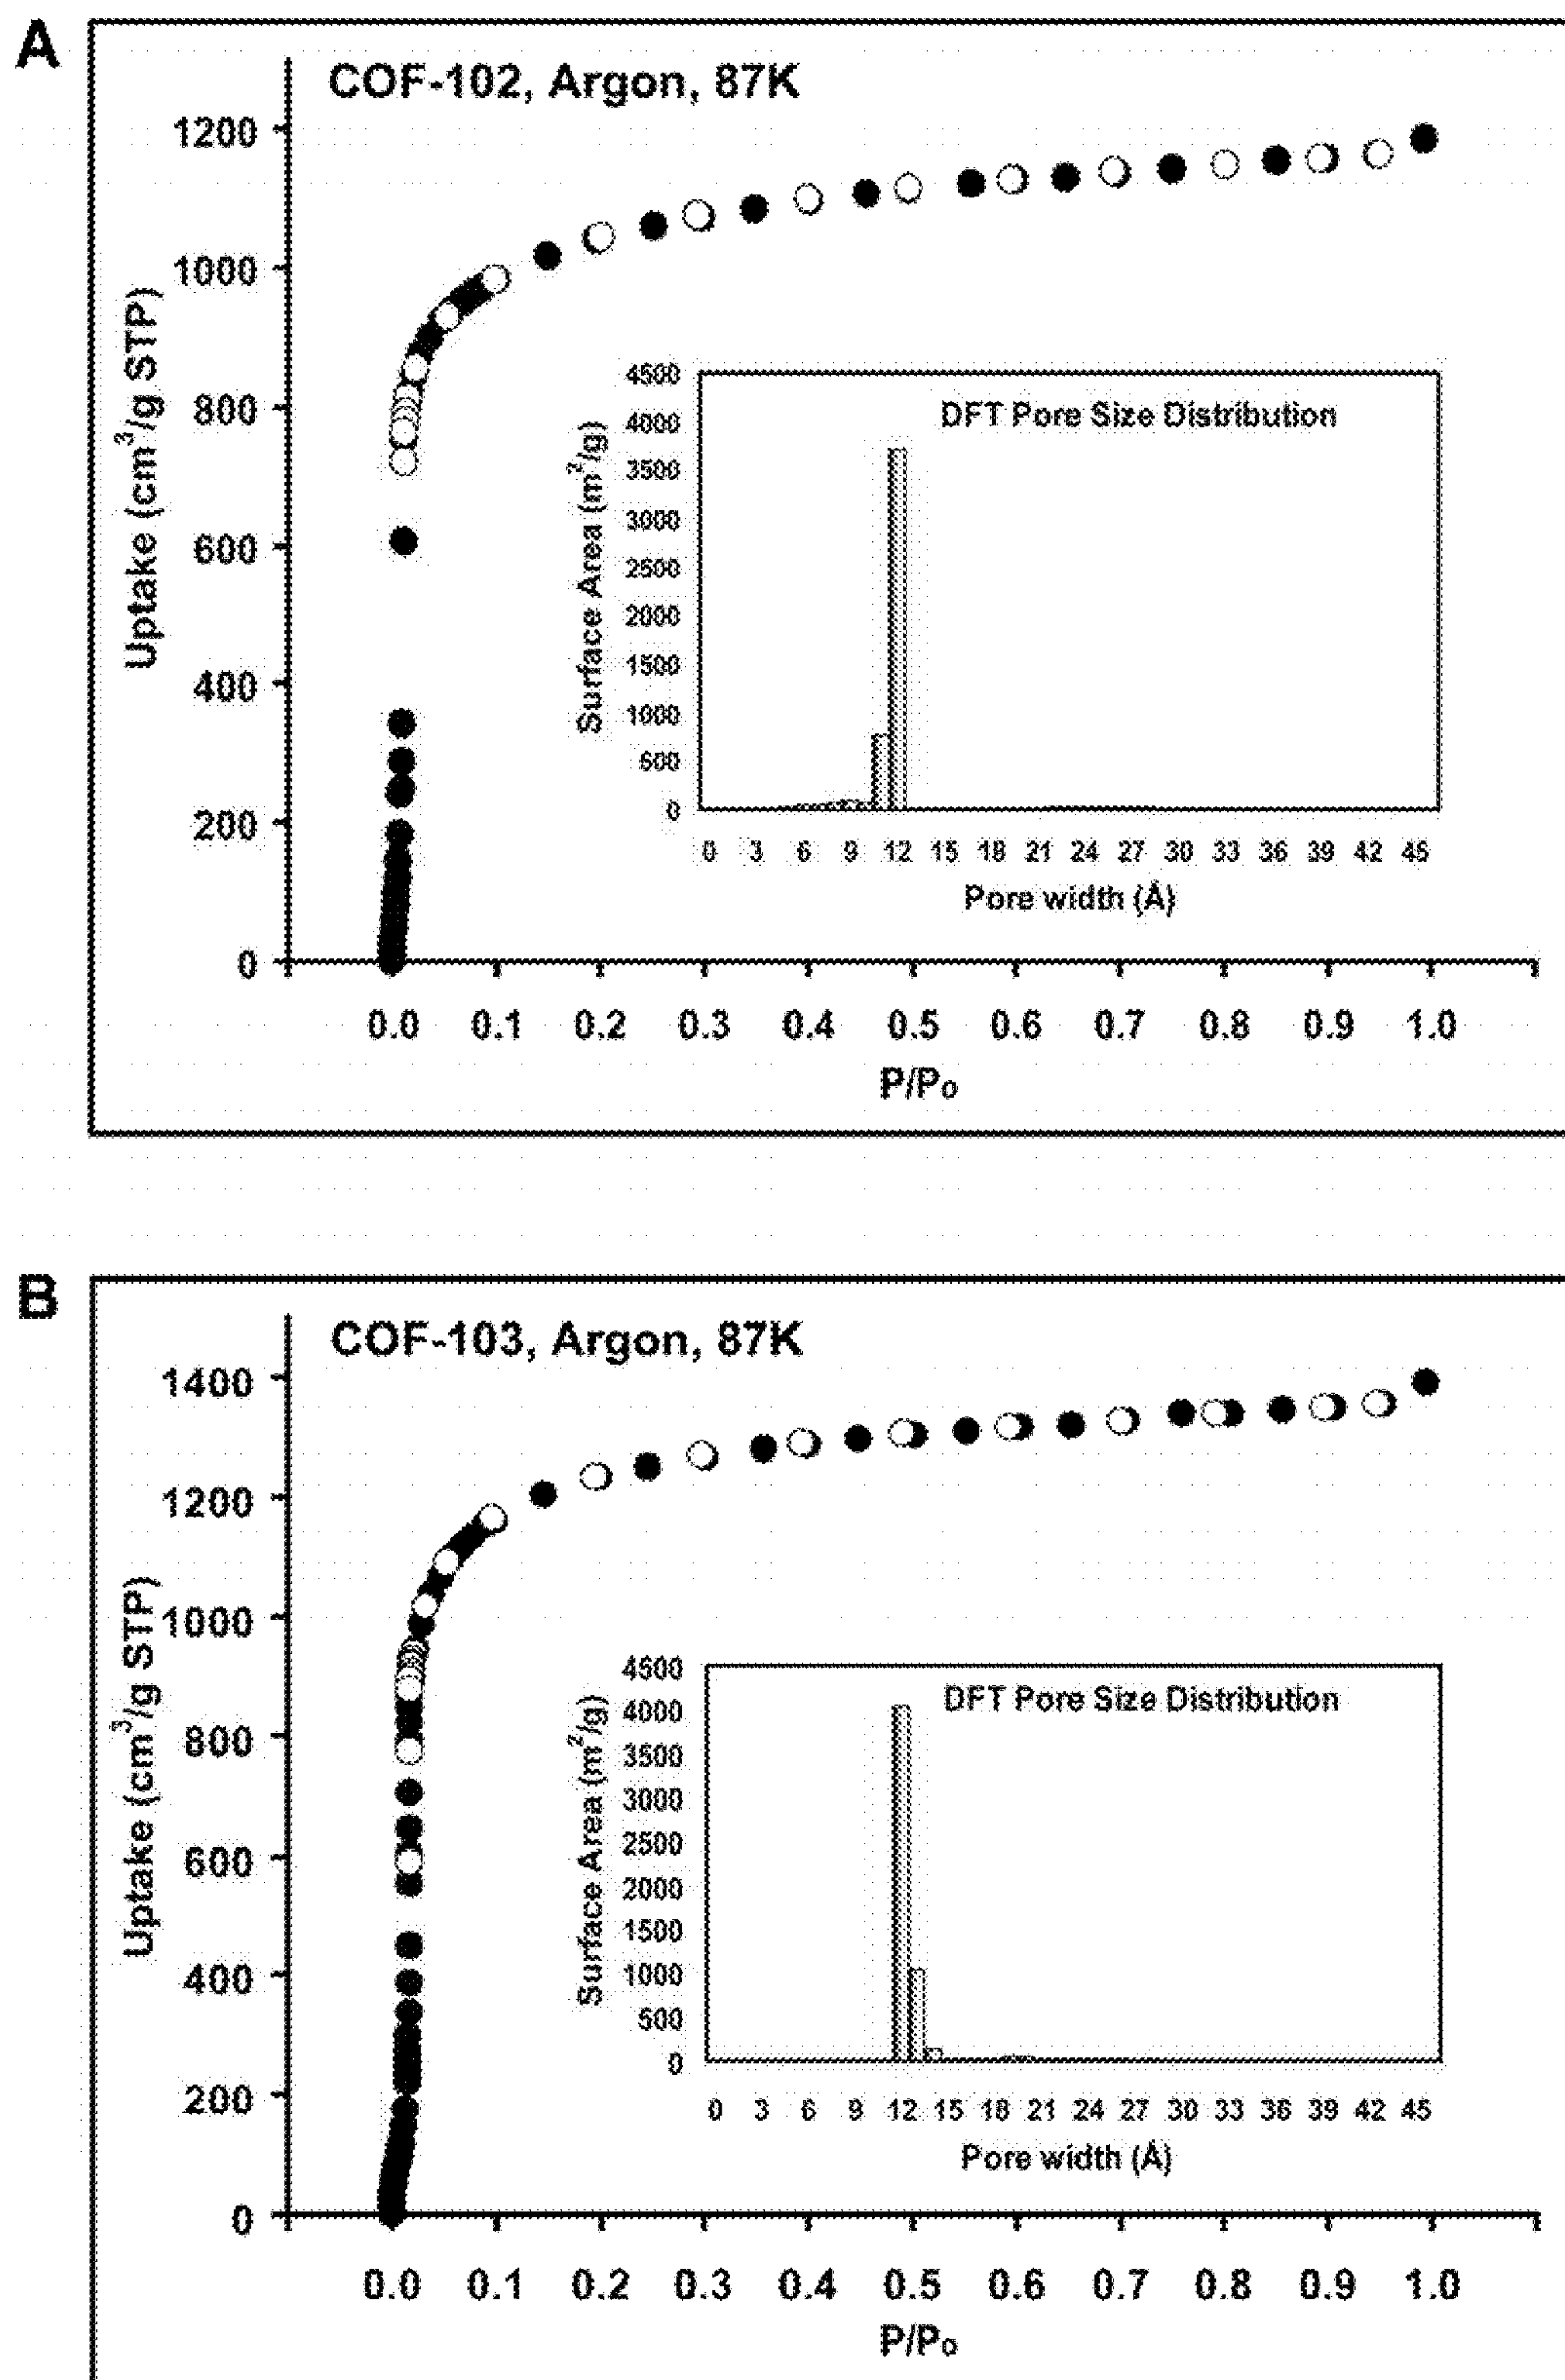 A
COF-102, Argon, 87K
1200
1000
800
600
400
200
0
Uptake (cm³/g STP)
0.0 0.1 0.2 0.3 0.4 0.5 0.6 0.7 0.8 0.9 1.0
P/P₀
DFT Pore Size Distribution
4500
4000
3500
3000
2500
2000
1500
1000
500
0
Surface Area (m²/g)
0 3 6 9 12 15 18 21 24 27 30 33 36 39 42 45
Pore width (Å)
B
COF-103, Argon, 87K
1400
1200
1000
800
600
400
200
0
Uptake (cm³/g STP)
0.0 0.1 0.2 0.3 0.4 0.5 0.6 0.7 0.8 0.9 1.0
P/P₀
DFT Pore Size Distribution
4500
4000
3500
3000
2500
2000
1500
1000
500
0
Surface Area (m²/g)
0 3 6 9 12 15 18 21 24 27 30 33 36 39 42 45
Pore width (Å)